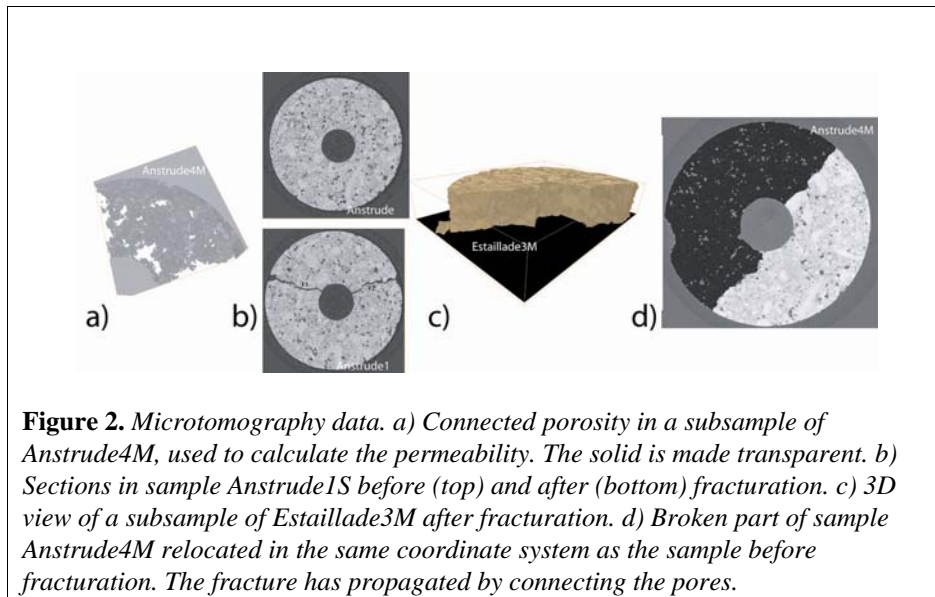 Anstrude4M
Anstrude
Anstrude1
Estaillade3M
Anstrude4M
a)
b)
c)
d)
Figure 2. Microtomography data. a) Connected porosity in a subsample of
Anstrude4M, used to calculate the permeability. The solid is made transparent. b)
Sections in sample Anstrude1S before (top) and after (bottom) fracturation. c) 3D
view of a subsample of Estaillade3M after fracturation. d) Broken part of sample
Anstrude4M relocated in the same coordinate system as the sample before
fracturation. The fracture has propagated by connecting the pores.